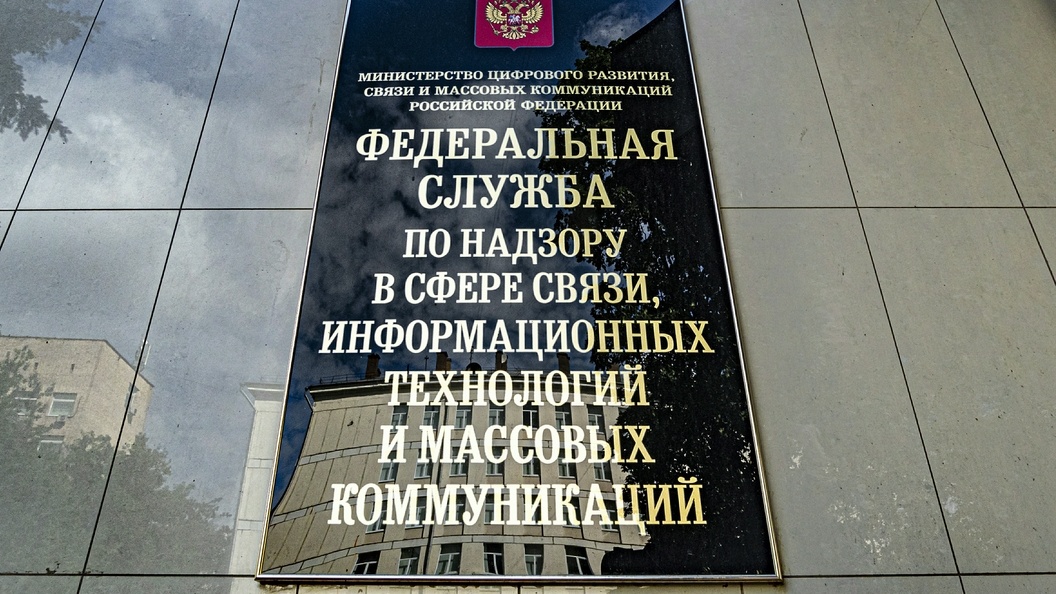 МИНИСТЕРСТВО ЦИФРОВОГО РАЗВИТИЯ,
СВЯЗИ И МАССОВЫХ КОММУНИКАЦИЙ
РОССИЙСКОЙ ФЕДЕРАЦИИ
ФЕДЕРАЛЬНАЯ
СЛУЖБА
ПО НАДЗОРУ
В СФЕРЕ СВЯЗИ,
ИНФОРМАЦИОННЫХ
ТЕХНОЛОГИЙ
И МАССОВЫХ
КОММУНИКАЦИЙ